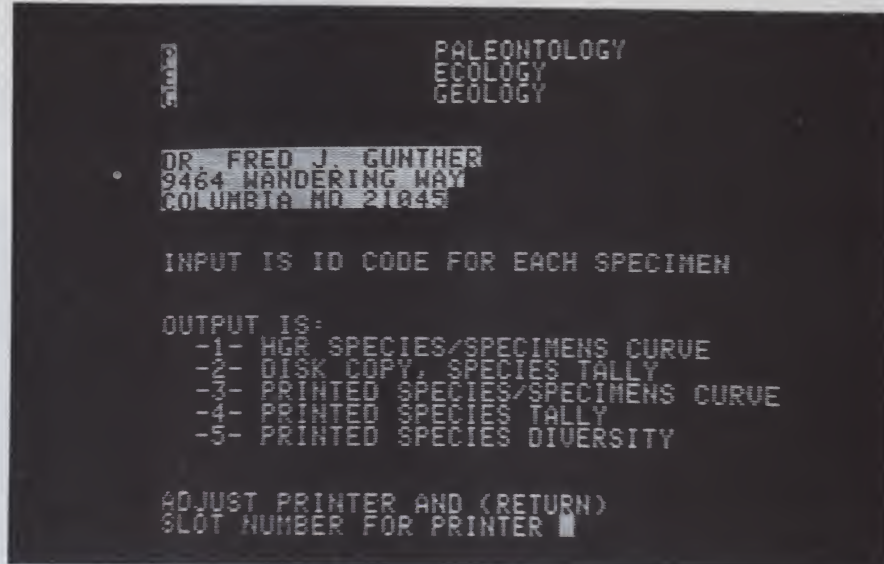 P PALEONTOLOGY
E ECOLOGY
G GEOLOGY
DR. FRED J. GUNTHER
9464 WANDERING WAY
COLUMBIA MD 21045
INPUT IS ID CODE FOR EACH SPECIMEN
OUTPUT IS:
-1- HGR SPECIES/SPECIMENS CURVE
-2- DISK COPY, SPECIES TALLY
-3- PRINTED SPECIES/SPECIMENS CURVE
-4- PRINTED SPECIES TALLY
-5- PRINTED SPECIES DIVERSITY
ADJUST PRINTER AND (RETURN)
SLOT NUMBER FOR PRINTER